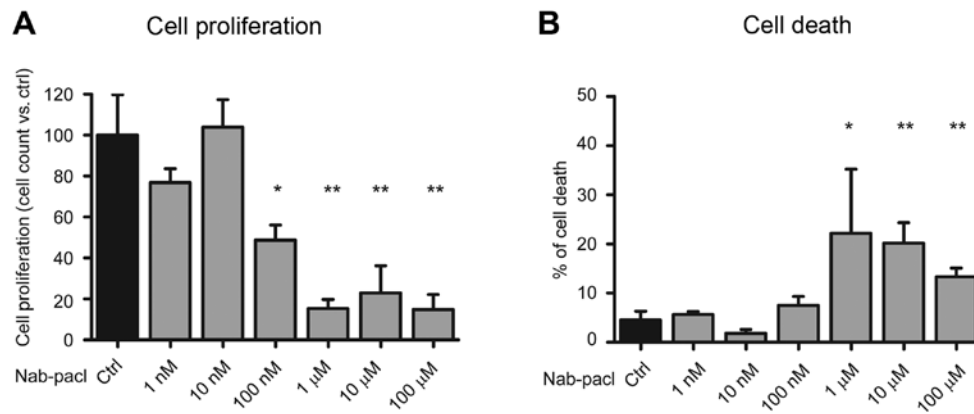 A Cell proliferation
Cell proliferation (cell count vs. ctrl)
120
100
80
60
40
20
0
* ** ** **
Nab-pacl Ctrl 1 nM 10 nM 100 nM 1 μM 10 μM 100 μM
B Cell death
% of cell death
50
40
30
20
10
0
* ** **
Nab-pacl Ctrl 1 nM 10 nM 100 nM 1 μM 10 μM 100 μM